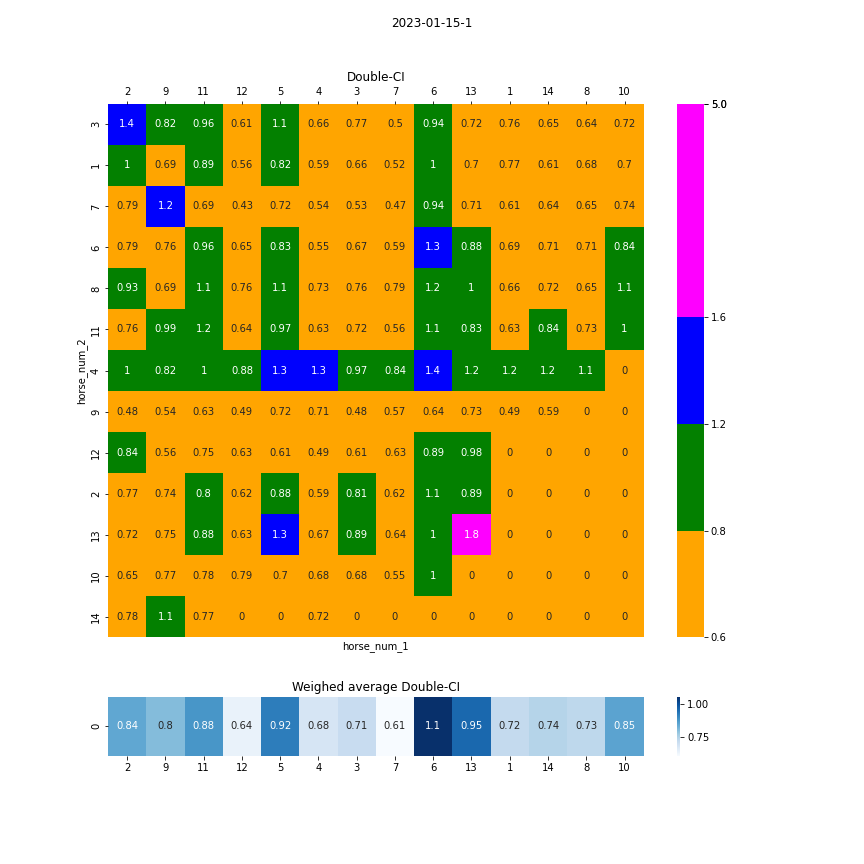 2023-01-15-1
Double-CI
2 9 11 12 5 4 3 7 6 13 1 14 8 10
3 1.4 0.82 0.96 0.61 1.1 0.66 0.77 0.5 0.94 0.72 0.76 0.65 0.64 0.72
1 1 0.69 0.89 0.56 0.82 0.59 0.66 0.52 1 0.7 0.77 0.61 0.68 0.7
7 0.79 1.2 0.69 0.43 0.72 0.54 0.53 0.47 0.94 0.71 0.61 0.64 0.65 0.74
6 0.79 0.76 0.96 0.65 0.83 0.55 0.67 0.59 1.3 0.88 0.69 0.71 0.71 0.84
8 0.93 0.69 1.1 0.76 1.1 0.73 0.76 0.79 1.2 1 0.66 0.72 0.65 1.1
11 0.76 0.99 1.2 0.64 0.97 0.63 0.72 0.56 1.1 0.83 0.63 0.84 0.73 1
4 1 0.82 1 0.88 1.3 1.3 0.97 0.84 1.4 1.2 1.2 1.2 1.1 0
9 0.48 0.54 0.63 0.49 0.72 0.71 0.48 0.57 0.64 0.73 0.49 0.59 0 0
12 0.84 0.56 0.75 0.63 0.61 0.49 0.61 0.63 0.89 0.98 0 0 0 0
2 0.77 0.74 0.8 0.62 0.88 0.59 0.81 0.62 1.1 0.89 0 0 0 0
13 0.72 0.75 0.88 0.63 1.3 0.67 0.89 0.64 1 1.8 0 0 0 0
10 0.65 0.77 0.78 0.79 0.7 0.68 0.68 0.55 1 0 0 0 0 0
14 0.78 1.1 0.77 0 0 0.72 0 0 0 0 0 0 0 0
horse_num_2
horse_num_1
5.0
1.6
1.2
0.8
0.6
Weighed average Double-CI
0 0.84 0.8 0.88 0.64 0.92 0.68 0.71 0.61 1.1 0.95 0.72 0.74 0.73 0.85
2 9 11 12 5 4 3 7 6 13 1 14 8 10
1.00
0.75